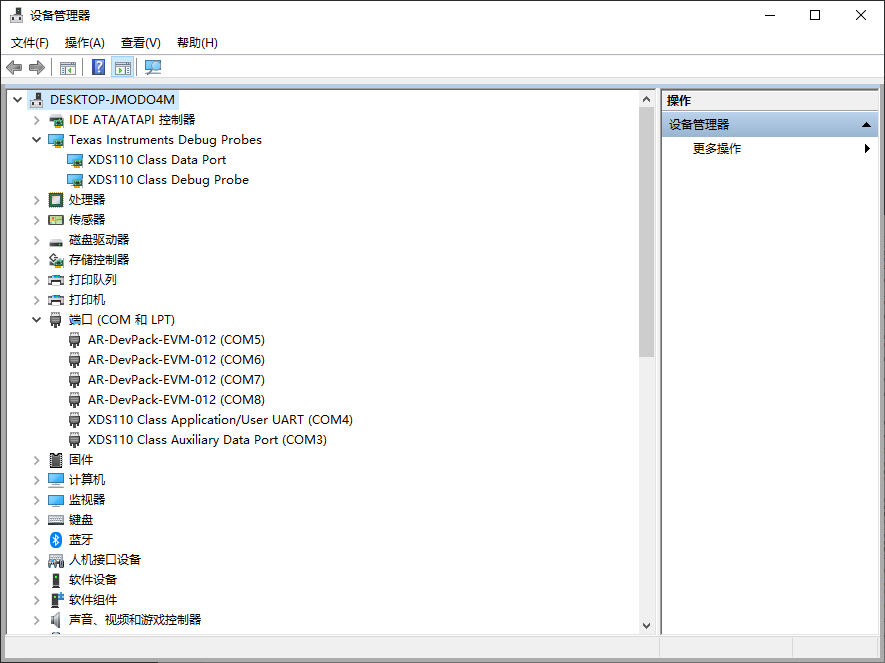 设备管理器
文件(F) 操作(A) 查看(V) 帮助(H)
DESKTOP-JMODO4M
IDE ATA/ATAPI 控制器
Texas Instruments Debug Probes
XDS110 Class Data Port
XDS110 Class Debug Probe
处理器
传感器
磁盘驱动器
存储控制器
打印队列
打印机
端口 (COM 和 LPT)
AR-DevPack-EVM-012 (COM5)
AR-DevPack-EVM-012 (COM6)
AR-DevPack-EVM-012 (COM7)
AR-DevPack-EVM-012 (COM8)
XDS110 Class Application/User UART (COM4)
XDS110 Class Auxiliary Data Port (COM3)
固件
计算机
监视器
键盘
蓝牙
人机接口设备
软件设备
软件组件
声音、视频和游戏控制器
操作
设备管理器
更多操作